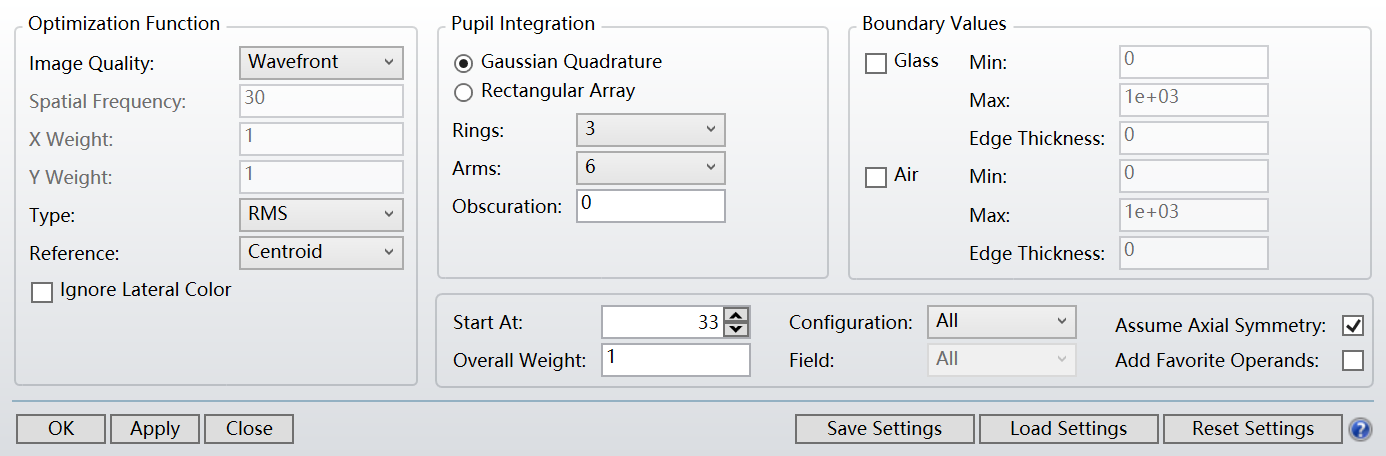 Optimization Function
Image Quality: Wavefront
Spatial Frequency: 30
X Weight: 1
Y Weight: 1
Type: RMS
Reference: Centroid
Ignore Lateral Color
Pupil Integration
Gaussian Quadrature
Rectangular Array
Rings: 3
Arms: 6
Obscuration: 0
Boundary Values
Glass Min: 0
Max: 1e+03
Edge Thickness: 0
Air Min: 0
Max: 1e+03
Edge Thickness: 0
Start At: 33 Configuration: All Assume Axial Symmetry:
Overall Weight: 1 Field: All Add Favorite Operands:
OK Apply Close Save Settings Load Settings Reset Settings ?